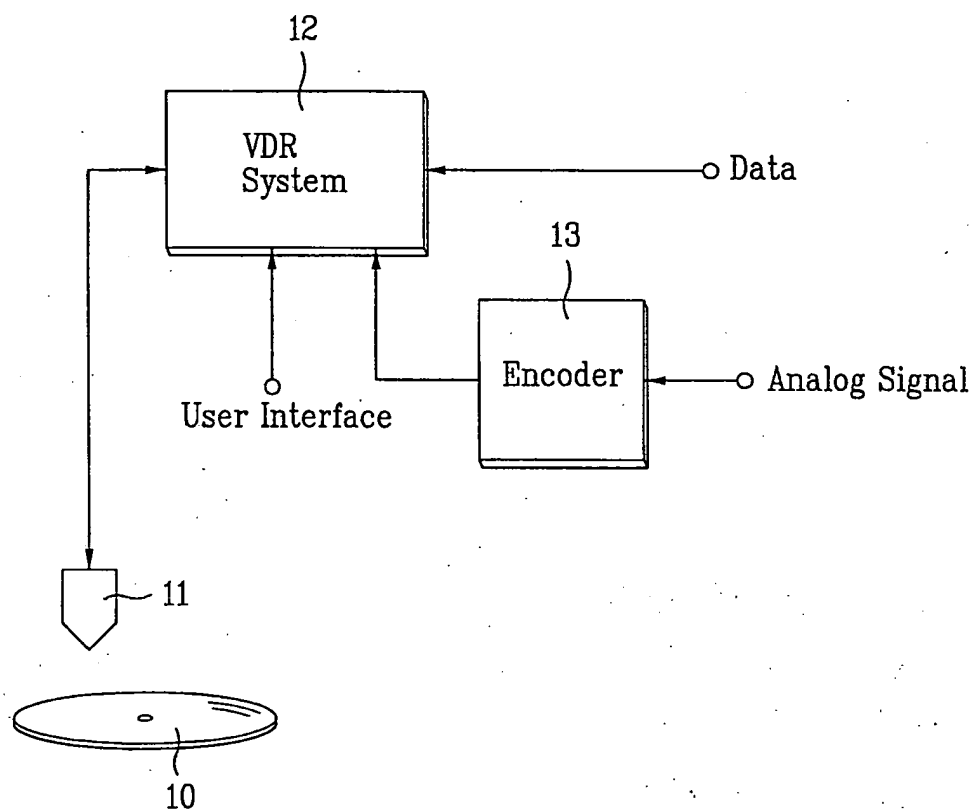 12
VDR
System
Data
13
Encoder
Analog Signal
User Interface
11
10